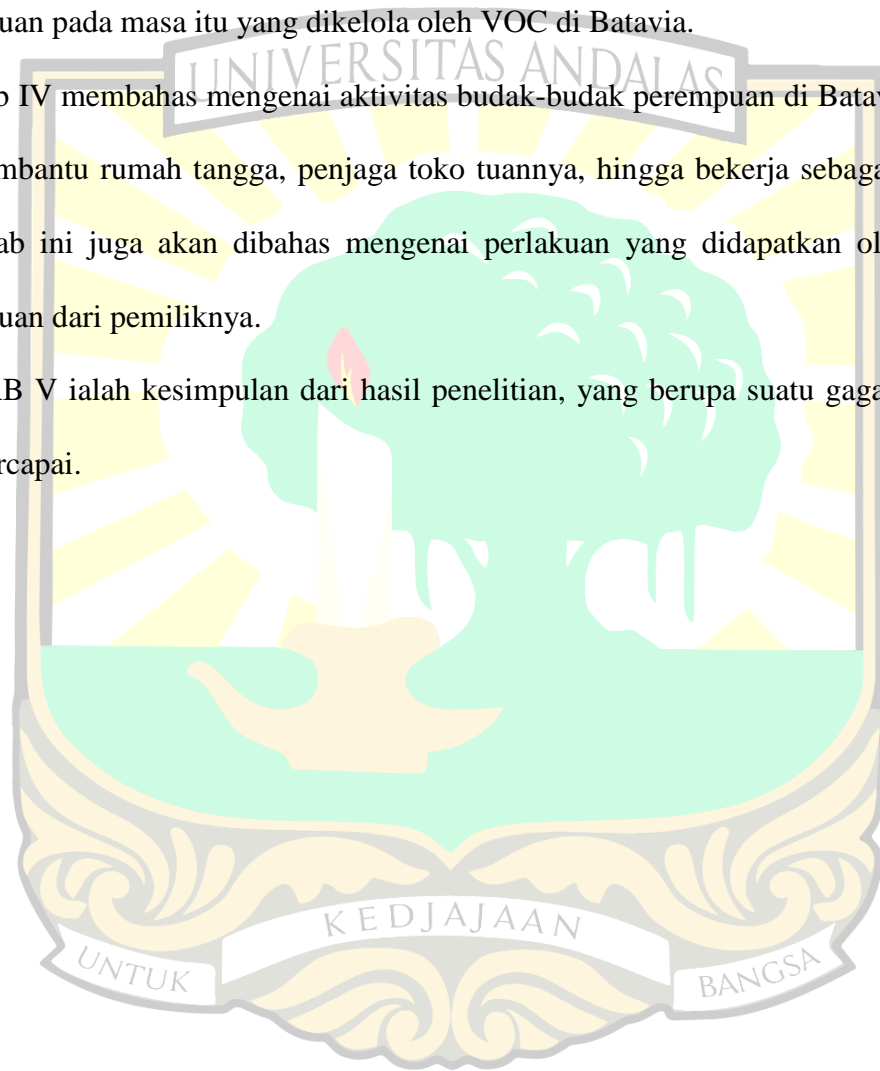 uan pada masa itu yang dikelola oleh VOC di Batavia.
UNIVERSITAS ANDALAS
b IV membahas mengenai aktivitas budak-budak perempuan di Batav
mbantu rumah tangga, penjaga toko tuannya, hingga bekerja sebaga
ab ini juga akan dibahas mengenai perlakuan yang didapatkan ol
uan dari pemiliknya.
B V ialah kesimpulan dari hasil penelitian, yang berupa suatu gaga
rcapai.
UNTUK KEDJAJAAN BANGSA